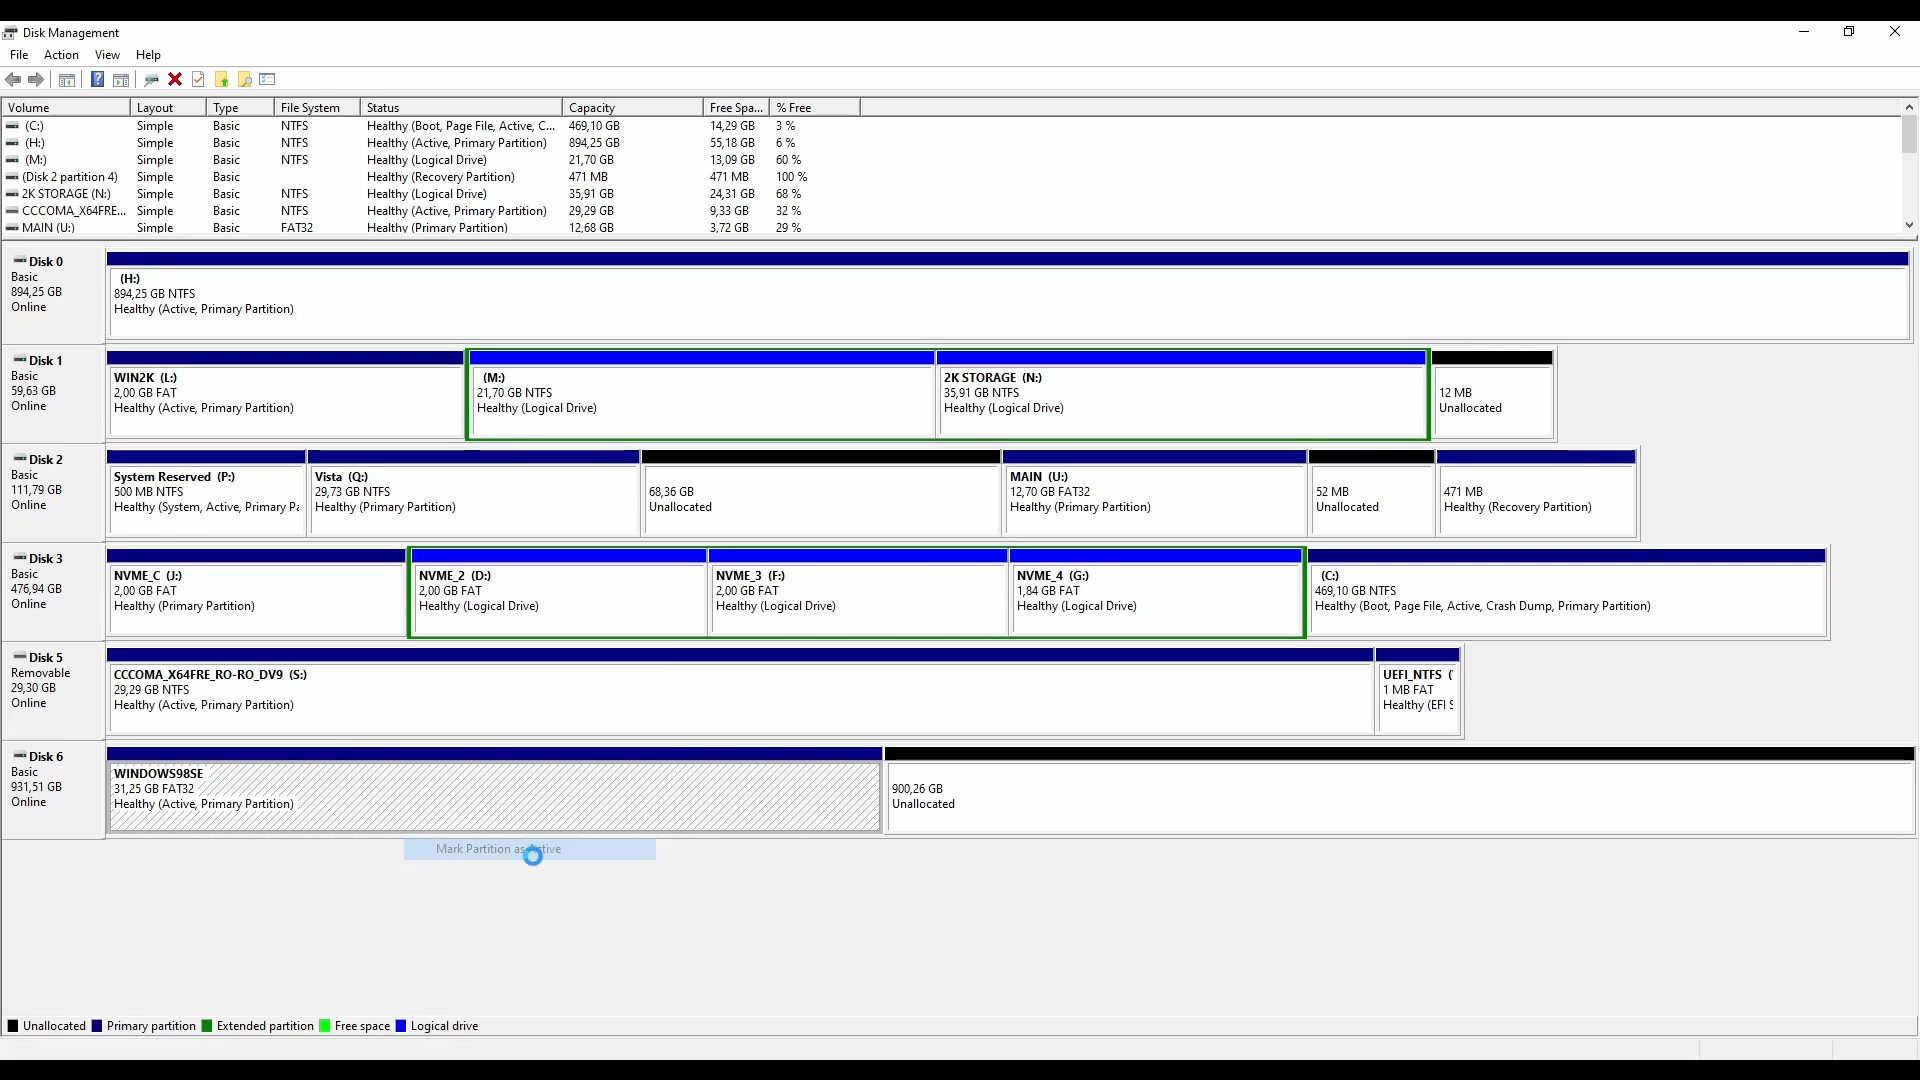 Disk Management
File Action View Help
Volume Layout Type File System Status Capacity Free Spa... % Free
(C:) Simple Basic NTFS Healthy (Boot, Page File, Active, C... 469,10 GB 14,29 GB 3 %
(H:) Simple Basic NTFS Healthy (Active, Primary Partition) 894,25 GB 55,18 GB 6 %
(M:) Simple Basic NTFS Healthy (Logical Drive) 21,70 GB 13,09 GB 60 %
(Disk 2 partition 4) Simple Basic Healthy (Recovery Partition) 471 MB 471 MB 100 %
2K STORAGE (N:) Simple Basic NTFS Healthy (Logical Drive) 35,91 GB 24,31 GB 68 %
CCCOMA_X64FRE... Simple Basic NTFS Healthy (Active, Primary Partition) 29,29 GB 9,33 GB 32 %
MAIN (U:) Simple Basic FAT32 Healthy (Primary Partition) 12,68 GB 3,72 GB 29 %
Disk 0
Basic
894,25 GB
Online
(H:)
894,25 GB NTFS
Healthy (Active, Primary Partition)
Disk 1
Basic
59,63 GB
Online
WIN2K (L:)
2,00 GB FAT
Healthy (Active, Primary Partition)
(M:)
21,70 GB NTFS
Healthy (Logical Drive)
2K STORAGE (N:)
35,91 GB NTFS
Healthy (Logical Drive)
12 MB
Unallocated
Disk 2
Basic
111,79 GB
Online
System Reserved (P:)
500 MB NTFS
Healthy (System, Active, Primary Pa
Vista (Q:)
29,73 GB NTFS
Healthy (Primary Partition)
68,36 GB
Unallocated
MAIN (U:)
12,70 GB FAT32
Healthy (Primary Partition)
52 MB
Unallocated
471 MB
Healthy (Recovery Partition)
Disk 3
Basic
476,94 GB
Online
NVME_C (J:)
2,00 GB FAT
Healthy (Primary Partition)
NVME_2 (D:)
2,00 GB FAT
Healthy (Logical Drive)
NVME_3 (F:)
2,00 GB FAT
Healthy (Logical Drive)
NVME_4 (G:)
1,84 GB FAT
Healthy (Logical Drive)
(C:)
469,10 GB NTFS
Healthy (Boot, Page File, Active, Crash Dump, Primary Partition)
Disk 5
Removable
29,30 GB
Online
CCCOMA_X64FRE_RO-RO_DV9 (S:)
29,29 GB NTFS
Healthy (Active, Primary Partition)
UEFI_NTFS (
1 MB FAT
Healthy (EFI S
Disk 6
Basic
931,51 GB
Online
WINDOWS98SE
31,25 GB FAT32
Healthy (Active, Primary Partition)
900,26 GB
Unallocated
Mark Partition as Active
Unallocated Primary partition Extended partition Free space Logical drive